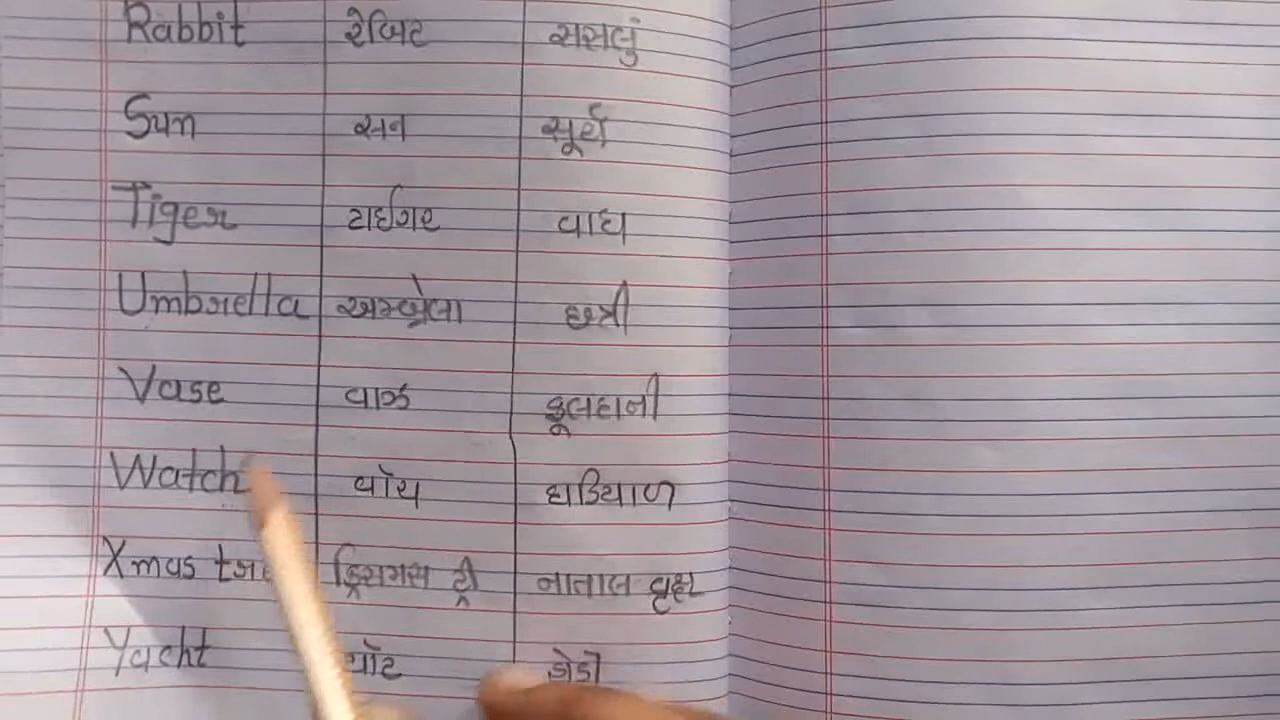 Rabbit રેબિટ સસલું
Sun સન સૂર્ય
Tiger ટાઈગર વાઘ
Umbrella અમ્બ્રેલા છત્રી
Vase વાઝ ફૂલદાની
Watch વૉચ ઘડિયાળ
Xmas ક્રિસમસ ટ્રી નાતાલ વૃક્ષ
Yacht યૉટ હોડી